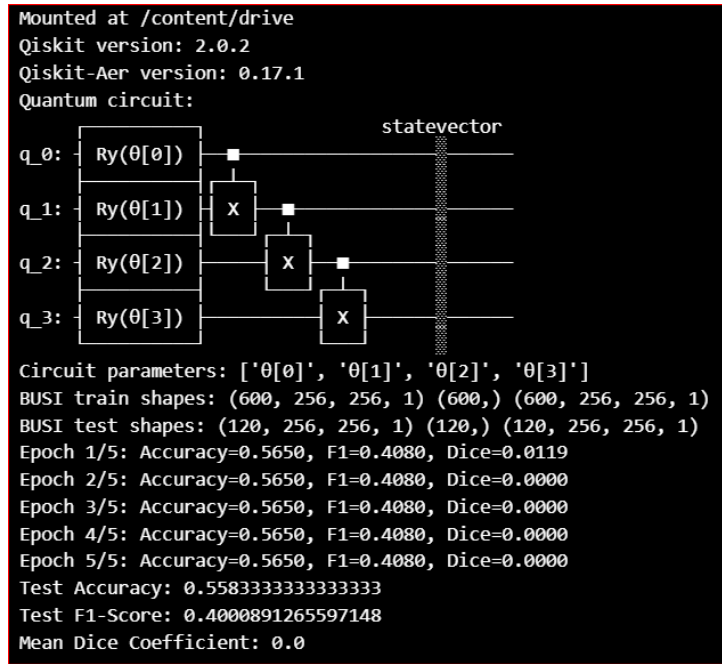 Mounted at /content/drive
Qiskit version: 2.0.2
Qiskit-Aer version: 0.17.1
Quantum circuit:
statevector
q_0: Ry(θ[0])
q_1: Ry(θ[1]) X
q_2: Ry(θ[2]) X
q_3: Ry(θ[3]) X
Circuit parameters: ['θ[0]', 'θ[1]', 'θ[2]', 'θ[3]']
BUSI train shapes: (600, 256, 256, 1) (600,) (600, 256, 256, 1)
BUSI test shapes: (120, 256, 256, 1) (120,) (120, 256, 256, 1)
Epoch 1/5: Accuracy=0.5650, F1=0.4080, Dice=0.0119
Epoch 2/5: Accuracy=0.5650, F1=0.4080, Dice=0.0000
Epoch 3/5: Accuracy=0.5650, F1=0.4080, Dice=0.0000
Epoch 4/5: Accuracy=0.5650, F1=0.4080, Dice=0.0000
Epoch 5/5: Accuracy=0.5650, F1=0.4080, Dice=0.0000
Test Accuracy: 0.5583333333333333
Test F1-Score: 0.4000891265597148
Mean Dice Coefficient: 0.0